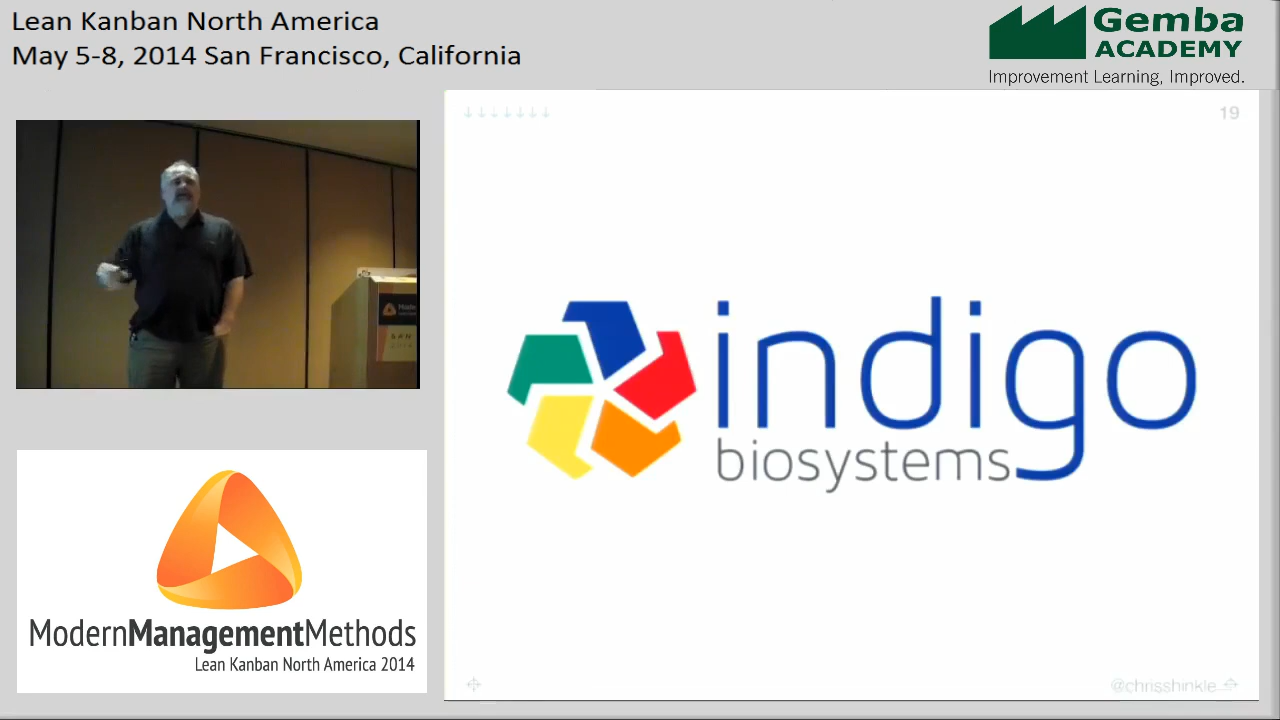 Lean Kanban North America
May 5-8, 2014 San Francisco, California
Gemba
ACADEMY
Improvement Learning, Improved.
19
indigo
biosystems
ModernManagementMethods
Lean Kanban North America 2014
@chrisshinkle